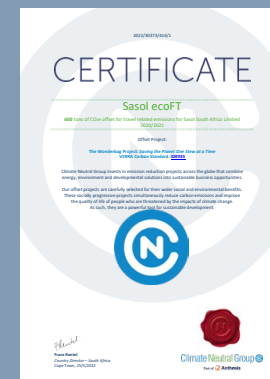 2022/30373/014/1
CERTIFICATE
Sasol ecoFT
600 tons of CO2e offset for travel related emissions for Sasol South Africa Limited
2020/2021
Offset Project:
The Wonderbag Project: Saving the Planet One Stew at a Time
VERRA Carbon Standard:
Climate Neutral Group invests in emission reduction projects across the globe that combine
energy, environment and developmental solutions into sustainable business opportunities.
Our offset projects are carefully selected for their wider social and environmental benefits.
These socially progressive projects simultaneously reduce carbon emissions and improve
the quality of life of people who are threatened by the impacts of climate change.
As such, they are a powerful tool for sustainable development.
N
Franz Rentel
Country Director – South Africa
Cape Town, 25/5/2022
Climate Neutral Group
Part of Anthesis